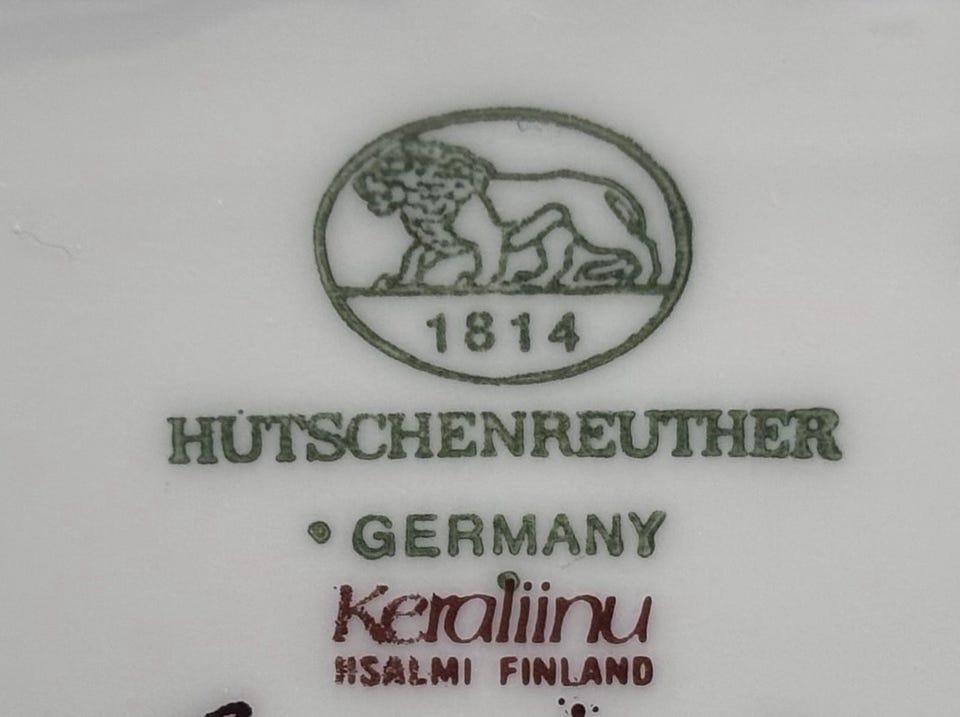 1814
HUTSCHENREUTHER
GERMANY
Keraliinu
IISALMI FINLAND